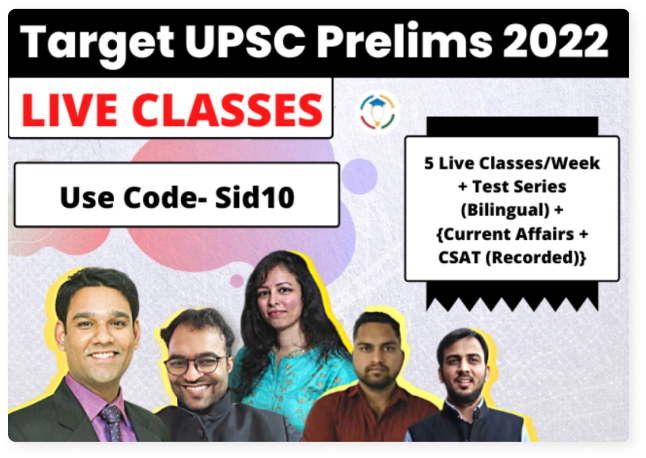 Target UPSC Prelims 2022
LIVE CLASSES
Use Code- Sid10
5 Live Classes/Week
+ Test Series
(Bilingual) +
{Current Affairs +
CSAT (Recorded)}